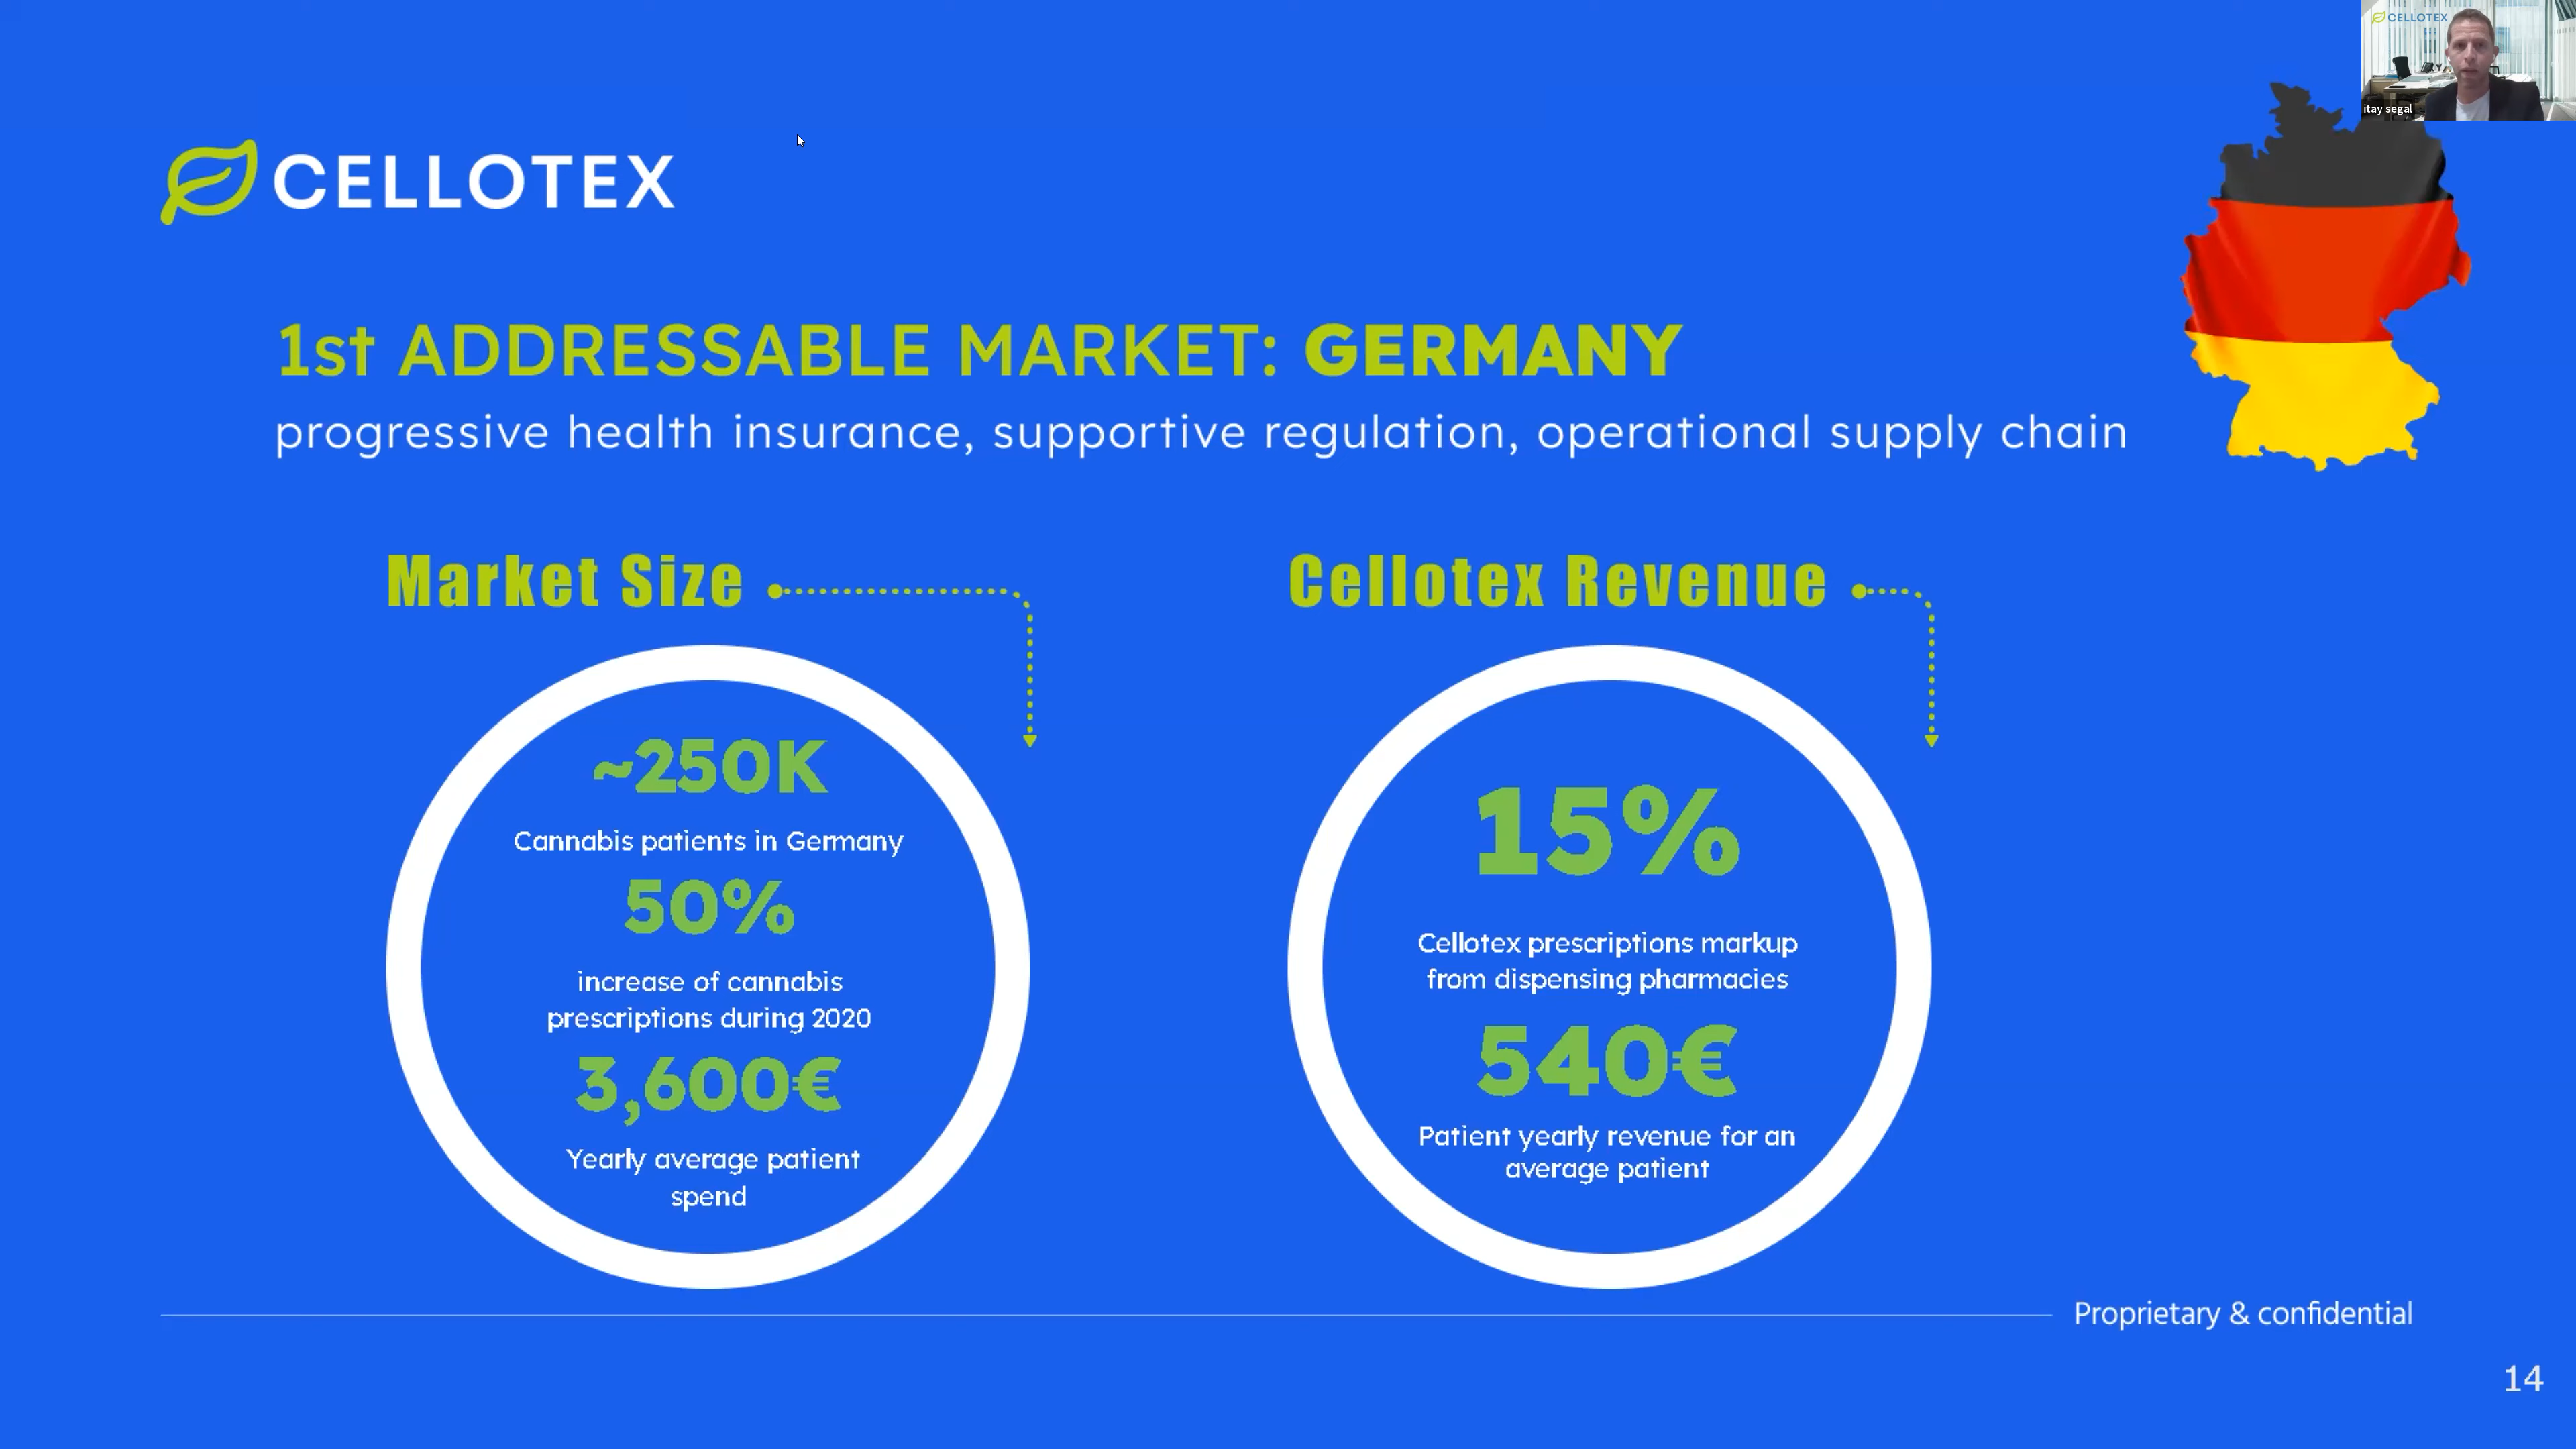 CELLOTEX
itay segal
CELLOTEX
1st ADDRESSABLE MARKET: GERMANY
progressive health insurance, supportive regulation, operational supply chain
Market Size
~250K
Cannabis patients in Germany
50%
increase of cannabis
prescriptions during 2020
3,600€
Yearly average patient
spend
Cellotex Revenue
15%
Cellotex prescriptions markup
from dispensing pharmacies
540€
Patient yearly revenue for an
average patient
Proprietary & confidential
14